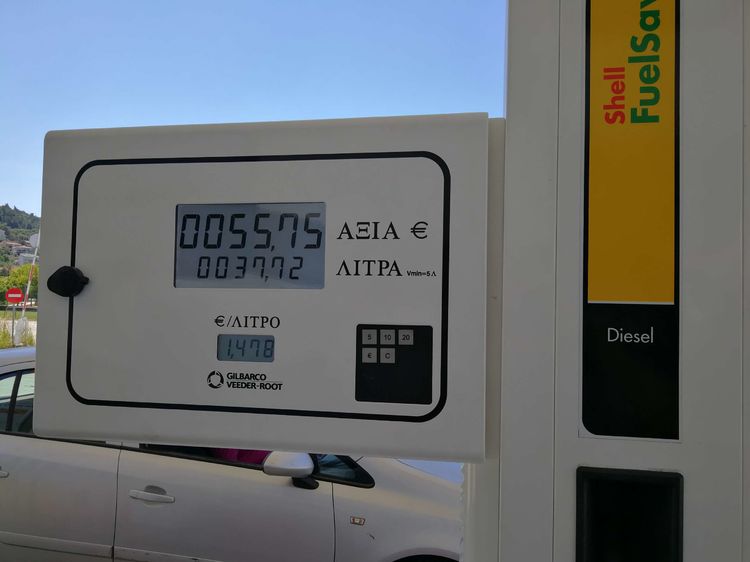 Shell
FuelSav
0055,75 ΑΞΙΑ €
0037,72 ΛΙΤΡΑ Vmin=5Λ
€/ΛΙΤΡΟ
1,478
5 10 20
€ C
GILBARCO
VEEDER-ROOT
Diesel